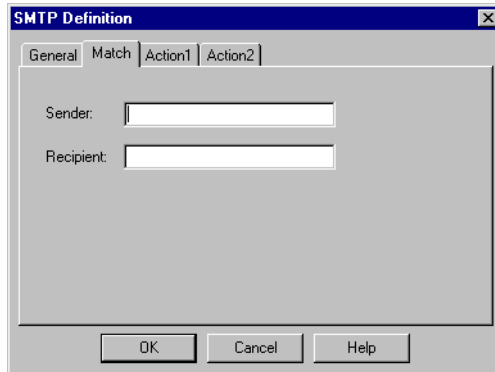 SMTP Definition
General Match Action1 Action2
Sender:
Recipient:
OK Cancel Help